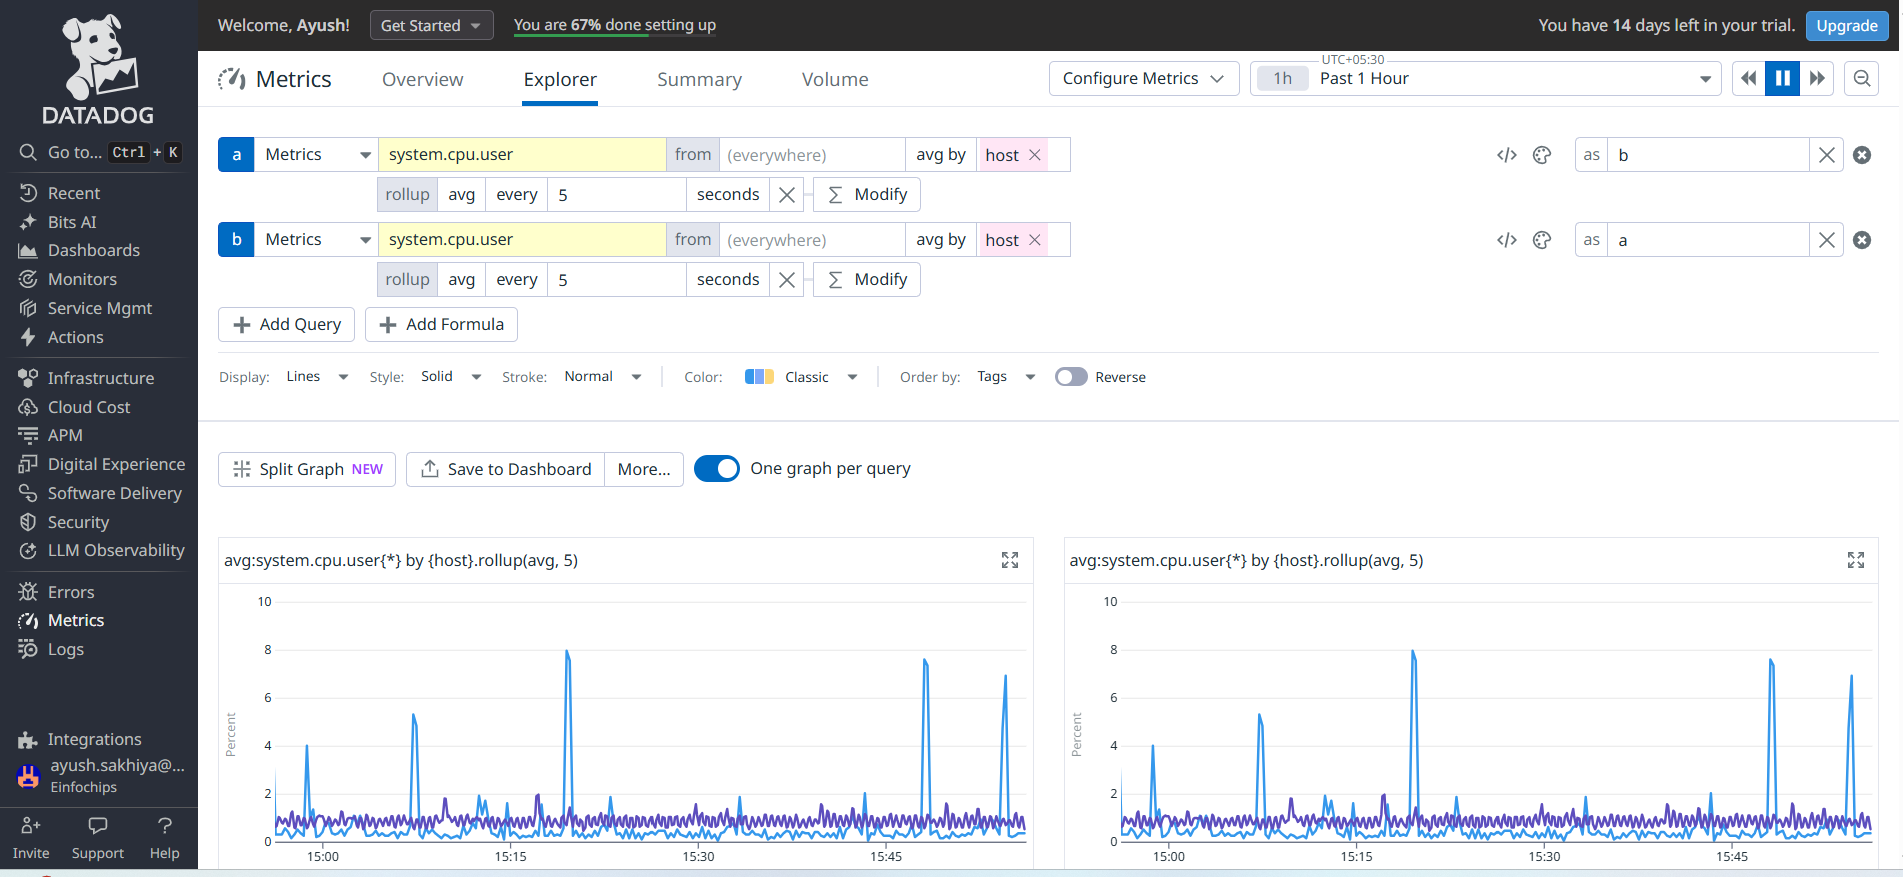 Welcome, Ayush!
Get Started
You are 67% done setting up
You have 14 days left in your trial.
Upgrade
DATADOG
Go to... Ctrl + K
Recent
Bits AI
Dashboards
Monitors
Service Mgmt
Actions
Infrastructure
Cloud Cost
APM
Digital Experience
Software Delivery
Security
LLM Observability
Errors
Metrics
Logs
Integrations
ayush.sakhiya@...
Einfochips
Invite
Support
Help
Metrics
Overview
Explorer
Summary
Volume
Configure Metrics
UTC+05:30
1h Past 1 Hour
a Metrics system.cpu.user from (everywhere) avg by host as b
rollup avg every 5 seconds Modify
b Metrics system.cpu.user from (everywhere) avg by host as a
rollup avg every 5 seconds Modify
Add Query
Add Formula
Display: Lines Style: Solid Stroke: Normal Color: Classic Order by: Tags Reverse
Split Graph NEW
Save to Dashboard
More...
One graph per query
avg:system.cpu.user{*} by {host}.rollup(avg, 5)
Percent
10
8
6
4
2
0
15:00 15:15 15:30 15:45
avg:system.cpu.user{*} by {host}.rollup(avg, 5)
Percent
10
8
6
4
2
0
15:00 15:15 15:30 15:45